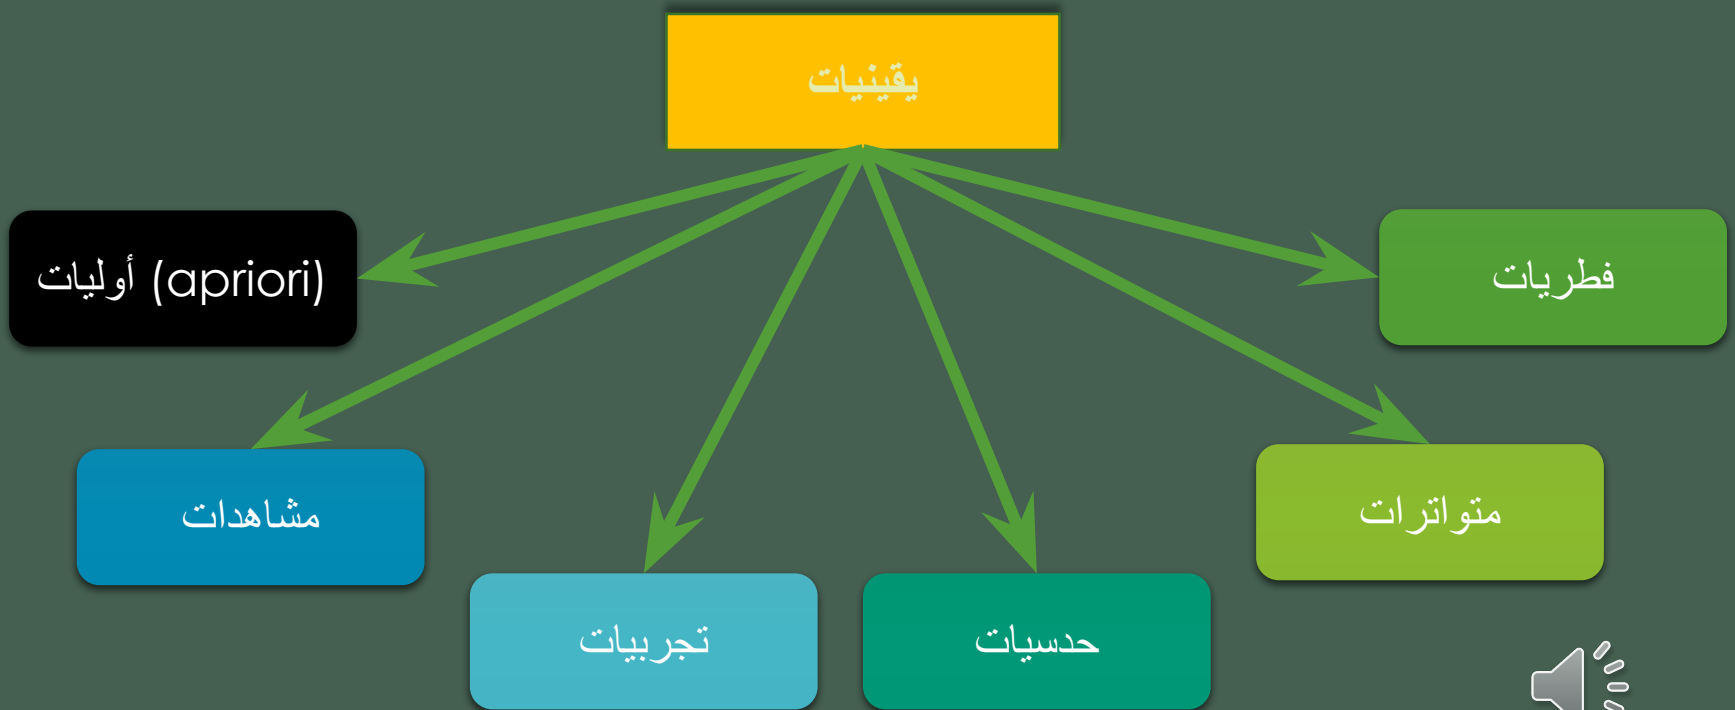 يقينيات
فطريات
أوليات (apriori)
متواترات
مشاهدات
حدسيات
تجربيات